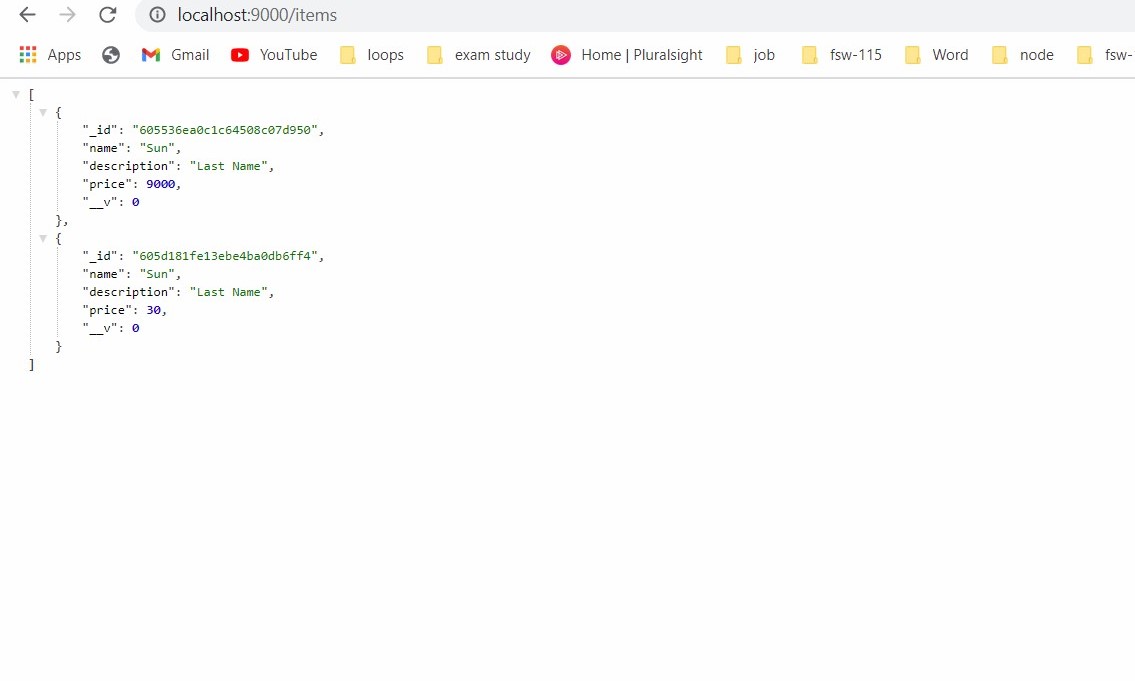 localhost:9000/items
Apps Gmail YouTube loops exam study Home | Pluralsight job fsw-115 Word node fsw-
[
{
"_id": "605536ea0c1c64508c07d950",
"name": "Sun",
"description": "Last Name",
"price": 9000,
"__v": 0
},
{
"_id": "605d181fe13ebe4ba0db6ff4",
"name": "Sun",
"description": "Last Name",
"price": 30,
"__v": 0
}
]